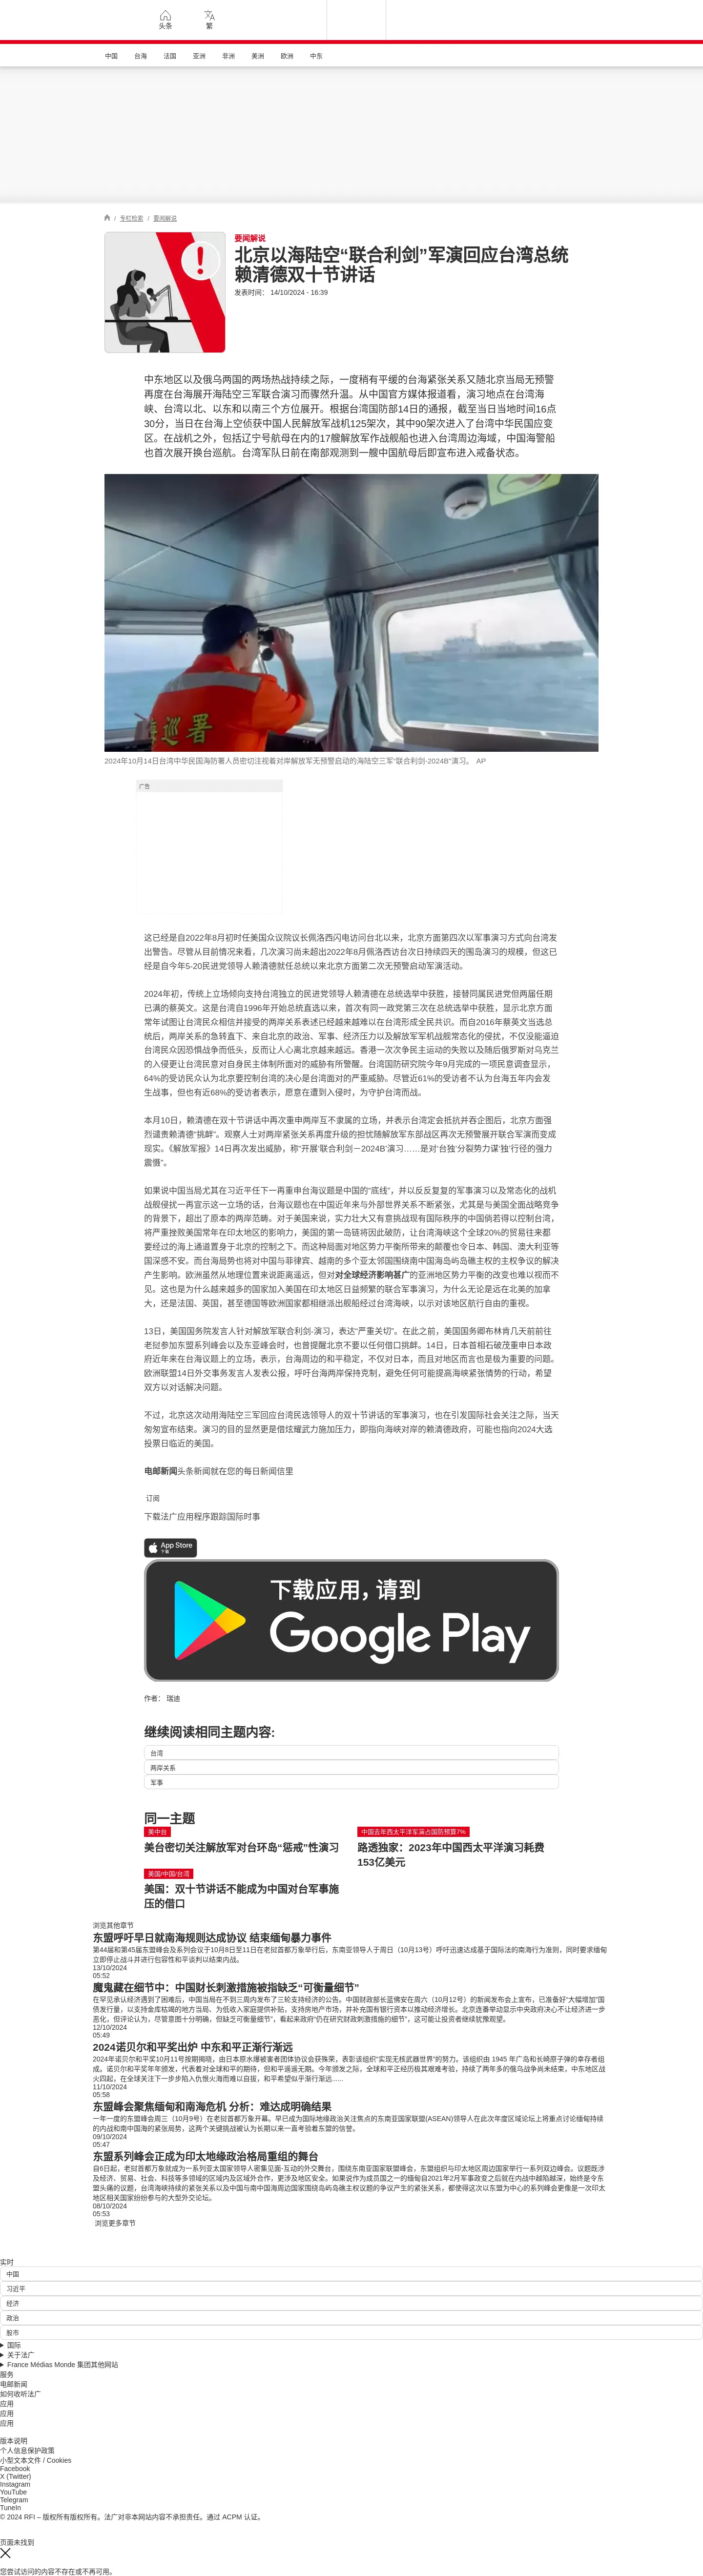 头条
繁
中国 台海 法国 亚洲 非洲 美洲 欧洲 中东
/ 专栏检索 / 要闻解说
要闻解说
北京以海陆空“联合利剑”军演回应台湾总统
赖清德双十节讲话
发表时间： 14/10/2024 - 16:39
中东地区以及俄乌两国的两场热战持续之际，一度稍有平缓的台海紧张关系又随北京当局无预警
再度在台海展开海陆空三军联合演习而骤然升温。从中国官方媒体报道看，演习地点在台湾海
峡、台湾以北、以东和以南三个方位展开。根据台湾国防部14日的通报，截至当日当地时间16点
30分，当日在台海上空侦获中国人民解放军战机125架次，其中90架次进入了台湾中华民国应变
区。在战机之外，包括辽宁号航母在内的17艘解放军作战舰船也进入台湾周边海域，中国海警船
也首次展开换台巡航。台湾军队日前在南部观测到一艘中国航母后即宣布进入戒备状态。
海巡署
2024年10月14日台湾中华民国海防署人员密切注视着对岸解放军无预警启动的海陆空三军“联合利剑-2024B”演习。 AP
广告
这已经是自2022年8月初时任美国众议院议长佩洛西闪电访问台北以来，北京方面第四次以军事演习方式向台湾发
出警告。尽管从目前情况来看，几次演习尚未超出2022年8月佩洛西访台次日持续四天的围岛演习的规模，但这已
经是自今年5-20民进党领导人赖清德就任总统以来北京方面第二次无预警启动军演活动。
2024年初，传统上立场倾向支持台湾独立的民进党领导人赖清德在总统选举中获胜，接替同属民进党但两届任期
已满的蔡英文。这是台湾自1996年开始总统直选以来，首次有同一政党第三次在总统选举中获胜，显示北京方面
常年试图让台湾民众相信并接受的两岸关系表述已经越来越难以在台湾形成全民共识。而自2016年蔡英文当选总
统后，两岸关系的急转直下、来自北京的政治、军事、经济压力以及解放军军机战舰常态化的侵扰，不仅没能逼迫
台湾民众因恐惧战争而低头，反而让人心离北京越来越远。香港一次次争民主运动的失败以及随后俄罗斯对乌克兰
的入侵更让台湾民意对自身民主体制所面对的威胁有所警醒。台湾国防研究院今年9月完成的一项民意调查显示，
64%的受访民众认为北京要控制台湾的决心是台湾面对的严重威胁。尽管近61%的受访者不认为台海五年内会发
生战事，但也有近68%的受访者表示，愿意在遭到入侵时，为守护台湾而战。
本月10日，赖清德在双十节讲话中再次重申两岸互不隶属的立场，并表示台湾定会抵抗并吞企图后，北京方面强
烈谴责赖清德“挑衅”。观察人士对两岸紧张关系再度升级的担忧随解放军东部战区再次无预警展开联合军演而变成
现实。《解放军报》14日再次发出威胁，称“开展‘联合利剑－2024B’演习……是对‘台独’分裂势力谋‘独’行径的强力
震慑”。
如果说中国当局尤其在习近平任下一再重申台海议题是中国的“底线”，并以反反复复的军事演习以及常态化的战机
战舰侵扰一再宣示这一立场的话，台海议题也在中国近年来与外部世界关系不断紧张，尤其是与美国全面战略竞争
的背景下，超出了原本的两岸范畴。对于美国来说，实力壮大又有意挑战现有国际秩序的中国倘若得以控制台湾，
将严重挫败美国常年在印太地区的影响力，美国的第一岛链将因此破防，让台湾海峡这个全球20%的贸易往来都
要经过的海上通道置身于北京的控制之下。而这种局面对地区势力平衡所带来的颠覆也令日本、韩国、澳大利亚等
国深感不安。而台海局势也将对中国与菲律宾、越南的多个亚太邻国围绕南中国海岛屿岛礁主权的主权争议的解决
产生影响。欧洲虽然从地理位置来说距离遥远，但对对全球经济影响甚广的亚洲地区势力平衡的改变也难以视而不
见。这也是为什么越来越多的国家加入美国在印太地区日益频繁的联合军事演习，为什么无论是远在北美的加拿
大，还是法国、英国，甚至德国等欧洲国家都相继派出舰船经过台湾海峡，以示对该地区航行自由的重视。
13日，美国国务院发言人针对解放军联合利剑-演习，表达“严重关切”。在此之前，美国国务卿布林肯几天前前往
老挝参加东盟系列峰会以及东亚峰会时，也曾提醒北京不要以任何借口挑衅。14日，日本首相石破茂重申日本政
府近年来在台海议题上的立场，表示，台海周边的和平稳定，不仅对日本，而且对地区而言也是极为重要的问题。
欧洲联盟14日外交事务发言人发表公报，呼吁台海两岸保持克制，避免任何可能提高海峡紧张情势的行动，希望
双方以对话解决问题。
不过，北京这次动用海陆空三军回应台湾民选领导人的双十节讲话的军事演习，也在引发国际社会关注之际，当天
匆匆宣布结束。演习的目的显然更是借炫耀武力施加压力，即指向海峡对岸的赖清德政府，可能也指向2024大选
投票日临近的美国。
电邮新闻头条新闻就在您的每日新闻信里
订阅
下载法广应用程序跟踪国际时事
App Store
下载
下载应用，请到
Google Play
作者： 瑞迪
继续阅读相同主题内容:
台湾
两岸关系
军事
同一主题
美中台
美台密切关注解放军对台环岛“惩戒”性演习
中国去年西太平洋军演占国防预算7%
路透独家：2023年中国西太平洋演习耗费
153亿美元
美国/中国/台湾
美国：双十节讲话不能成为中国对台军事施
压的借口
浏览其他章节
东盟呼吁早日就南海规则达成协议 结束缅甸暴力事件
第44届和第45届东盟峰会及系列会议于10月8日至11日在老挝首都万象举行后，东南亚领导人于周日（10月13号）呼吁迅速达成基于国际法的南海行为准则，同时要求缅甸
立即停止战斗并进行包容性和平谈判以结束内战。
13/10/2024
05:52
魔鬼藏在细节中：中国财长刺激措施被指缺乏“可衡量细节”
在罕见承认经济遇到了困难后，中国当局在不到三周内发布了三轮支持经济的公告。中国财政部长蓝佛安在周六（10月12号）的新闻发布会上宣布，已准备好“大幅增加”国
债发行量，以支持金库枯竭的地方当局、为低收入家庭提供补贴，支持房地产市场，并补充国有银行资本以推动经济增长。北京连番举动显示中央政府决心不让经济进一步
恶化，但评论认为，尽管意图十分明确，但缺乏可衡量细节”，看起来政府“仍在研究财政刺激措施的细节”，这可能让投资者继续犹豫观望。
12/10/2024
05:49
2024诺贝尔和平奖出炉 中东和平正渐行渐远
2024年诺贝尔和平奖10月11号按期揭晓，由日本原水爆被害者团体协议会获殊荣，表彰该组织“实现无核武器世界”的努力。该组织由 1945 年广岛和长崎原子弹的幸存者组
成。诺贝尔和平奖年年颁发，代表着对全球和平的期待，但和平遥遥无期。今年颁发之际，全球和平正经历极其艰难考验，持续了两年多的俄乌战争尚未结束，中东地区战
火四起，在全球关注下一步步陷入仇恨火海而难以自拔，和平希望似乎渐行渐远......
11/10/2024
05:58
东盟峰会聚焦缅甸和南海危机 分析：难达成明确结果
一年一度的东盟峰会周三（10月9号）在老挝首都万象开幕。早已成为国际地缘政治关注焦点的东南亚国家联盟(ASEAN)领导人在此次年度区域论坛上将重点讨论缅甸持续
的内战和南中国海的紧张局势，这两个关键挑战被认为长期以来一直考验着东盟的信誉。
09/10/2024
05:47
东盟系列峰会正成为印太地缘政治格局重组的舞台
自6日起，老挝首都万象就成为一系列亚太国家领导人密集见面·互动的外交舞台，围绕东南亚国家联盟峰会，东盟组织与印太地区周边国家举行一系列双边峰会。议题既涉
及经济、贸易、社会、科技等多领域的区域内及区域外合作，更涉及地区安全。如果说作为成员国之一的缅甸自2021年2月军事政变之后就在内战中越陷越深，始终是令东
盟头痛的议题，台湾海峡持续的紧张关系以及中国与南中国海周边国家围绕岛屿岛礁主权议题的争议产生的紧张关系，都使得这次以东盟为中心的系列峰会更像是一次印太
地区相关国家纷纷参与的大型外交论坛。
08/10/2024
05:53
浏览更多章节
实时
中国
习近平
经济
政治
股市
国际
关于法广
France Médias Monde 集团其他网站
服务
电邮新闻
如何收听法广
应用
应用
应用
版本说明
个人信息保护政策
小型文本文件 / Cookies
Facebook
X (Twitter)
Instagram
YouTube
Telegram
TuneIn
© 2024 RFI – 版权所有版权所有。法广对非本网站内容不承担责任。通过 ACPM 认证。
页面未找到
您尝试访问的内容不存在或不再可用。